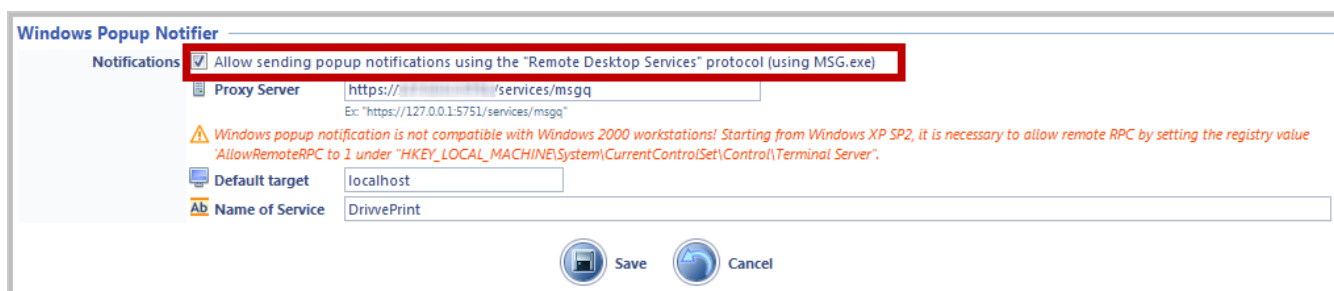 Windows Popup Notifier
Notifications Allow sending popup notifications using the "Remote Desktop Services" protocol (using MSG.exe)
Proxy Server https:// /services/msgq
Ex: "https://127.0.0.1:5751/services/msgq"
Windows popup notification is not compatible with Windows 2000 workstations! Starting from Windows XP SP2, it is necessary to allow remote RPC by setting the registry value
'AllowRemoteRPC to 1 under "HKEY_LOCAL_MACHINE\System\CurrentControlSet\Control\Terminal Server".
Default target localhost
Ab Name of Service DrivvePrint
Save Cancel